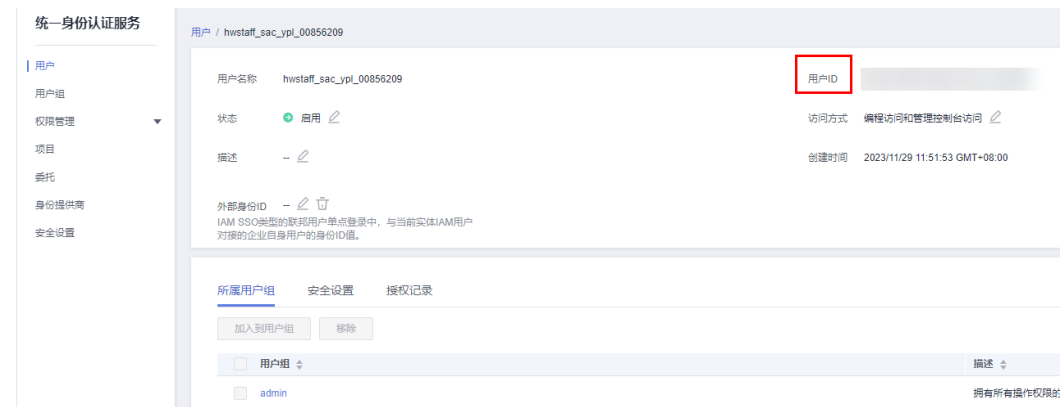 统一身份认证服务
用户
用户组
权限管理
项目
委托
身份提供商
安全设置
用户 / hwstaff_sac_ypl_00856209
用户名称 hwstaff_sac_ypl_00856209
用户ID
状态 启用
访问方式 编程访问和管理控制台访问
描述 --
创建时间 2023/11/29 11:51:53 GMT+08:00
外部身份ID --
IAM SSO类型的联邦用户单点登录中，与当前实体IAM用户
对接的企业自身用户的身份ID值。
所属用户组 安全设置 授权记录
加入到用户组 移除
用户组 描述
admin 拥有所有操作权限的